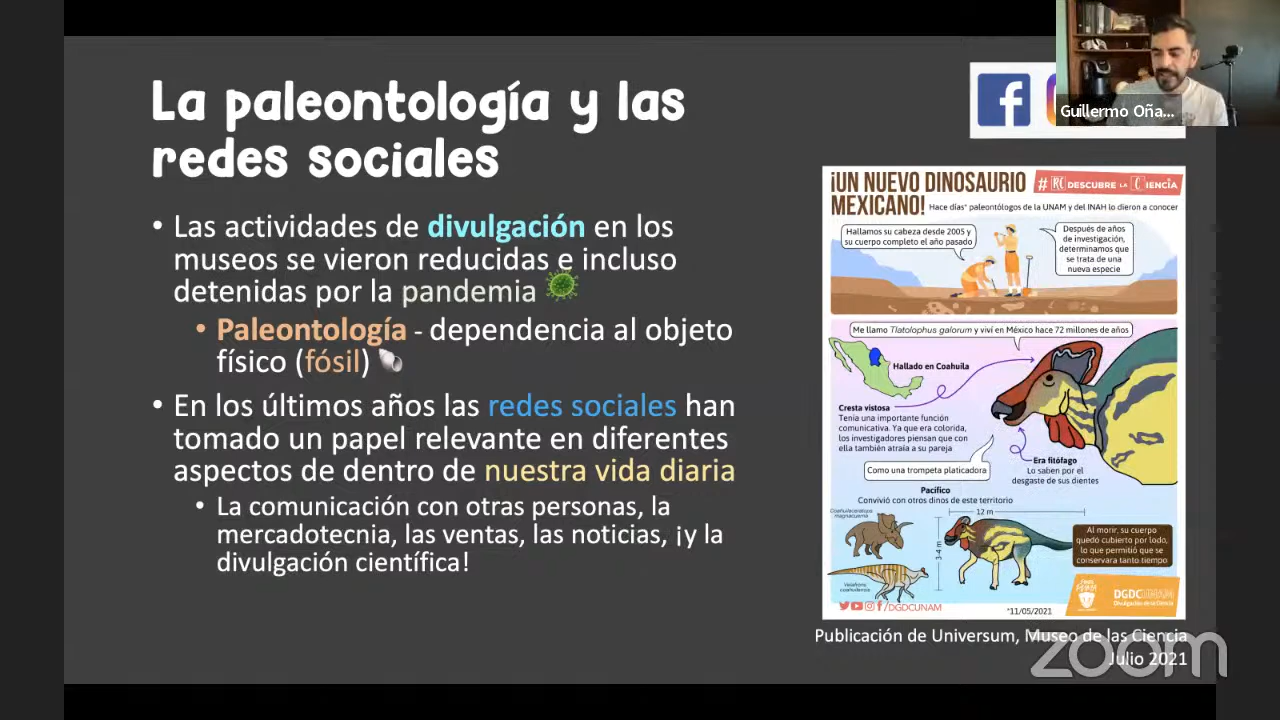 La paleontología y las
redes sociales
• Las actividades de divulgación en los
museos se vieron reducidas e incluso
detenidas por la pandemia
• Paleontología - dependencia al objeto
físico (fósil)
• En los últimos años las redes sociales han
tomado un papel relevante en diferentes
aspectos de dentro de nuestra vida diaria
• La comunicación con otras personas, la
mercadotecnia, las ventas, las noticias, ¡y la
divulgación científica!
Guillermo Oña...
¡UN NUEVO DINOSAURIO
MEXICANO!
# RC DESCUBRE LA CIENCIA
Hace días* paleontólogos de la UNAM y del INAH lo dieron a conocer
Hallamos su cabeza desde 2005 y
su cuerpo completo el año pasado
Después de años
de investigación,
determinamos que
se trata de una
nueva especie
Me llamo Tlatolophus galorum y viví en México hace 72 millones de años
Hallado en Coahuila
Cresta vistosa
Tenía una importante función
comunicativa. Ya que era colorida,
los investigadores piensan que con
ella también atraía a su pareja
Como una trompeta platicadora
Era fitófago
Lo saben por el
desgaste de sus dientes
Pacífico
Convivió con otros dinos de este territorio
Coahuilaceratops
magnacuerna
12 m
3-4 m
Velafrons
coahuilensis
Al morir, su cuerpo
quedó cubierto por lodo,
lo que permitió que se
conservara tanto tiempo
/DGDCUNAM
*11/05/2021
DGDCUNAM
Divulgación de la Ciencia
Publicación de Universum, Museo de las Ciencia
Julio 2021
zoom